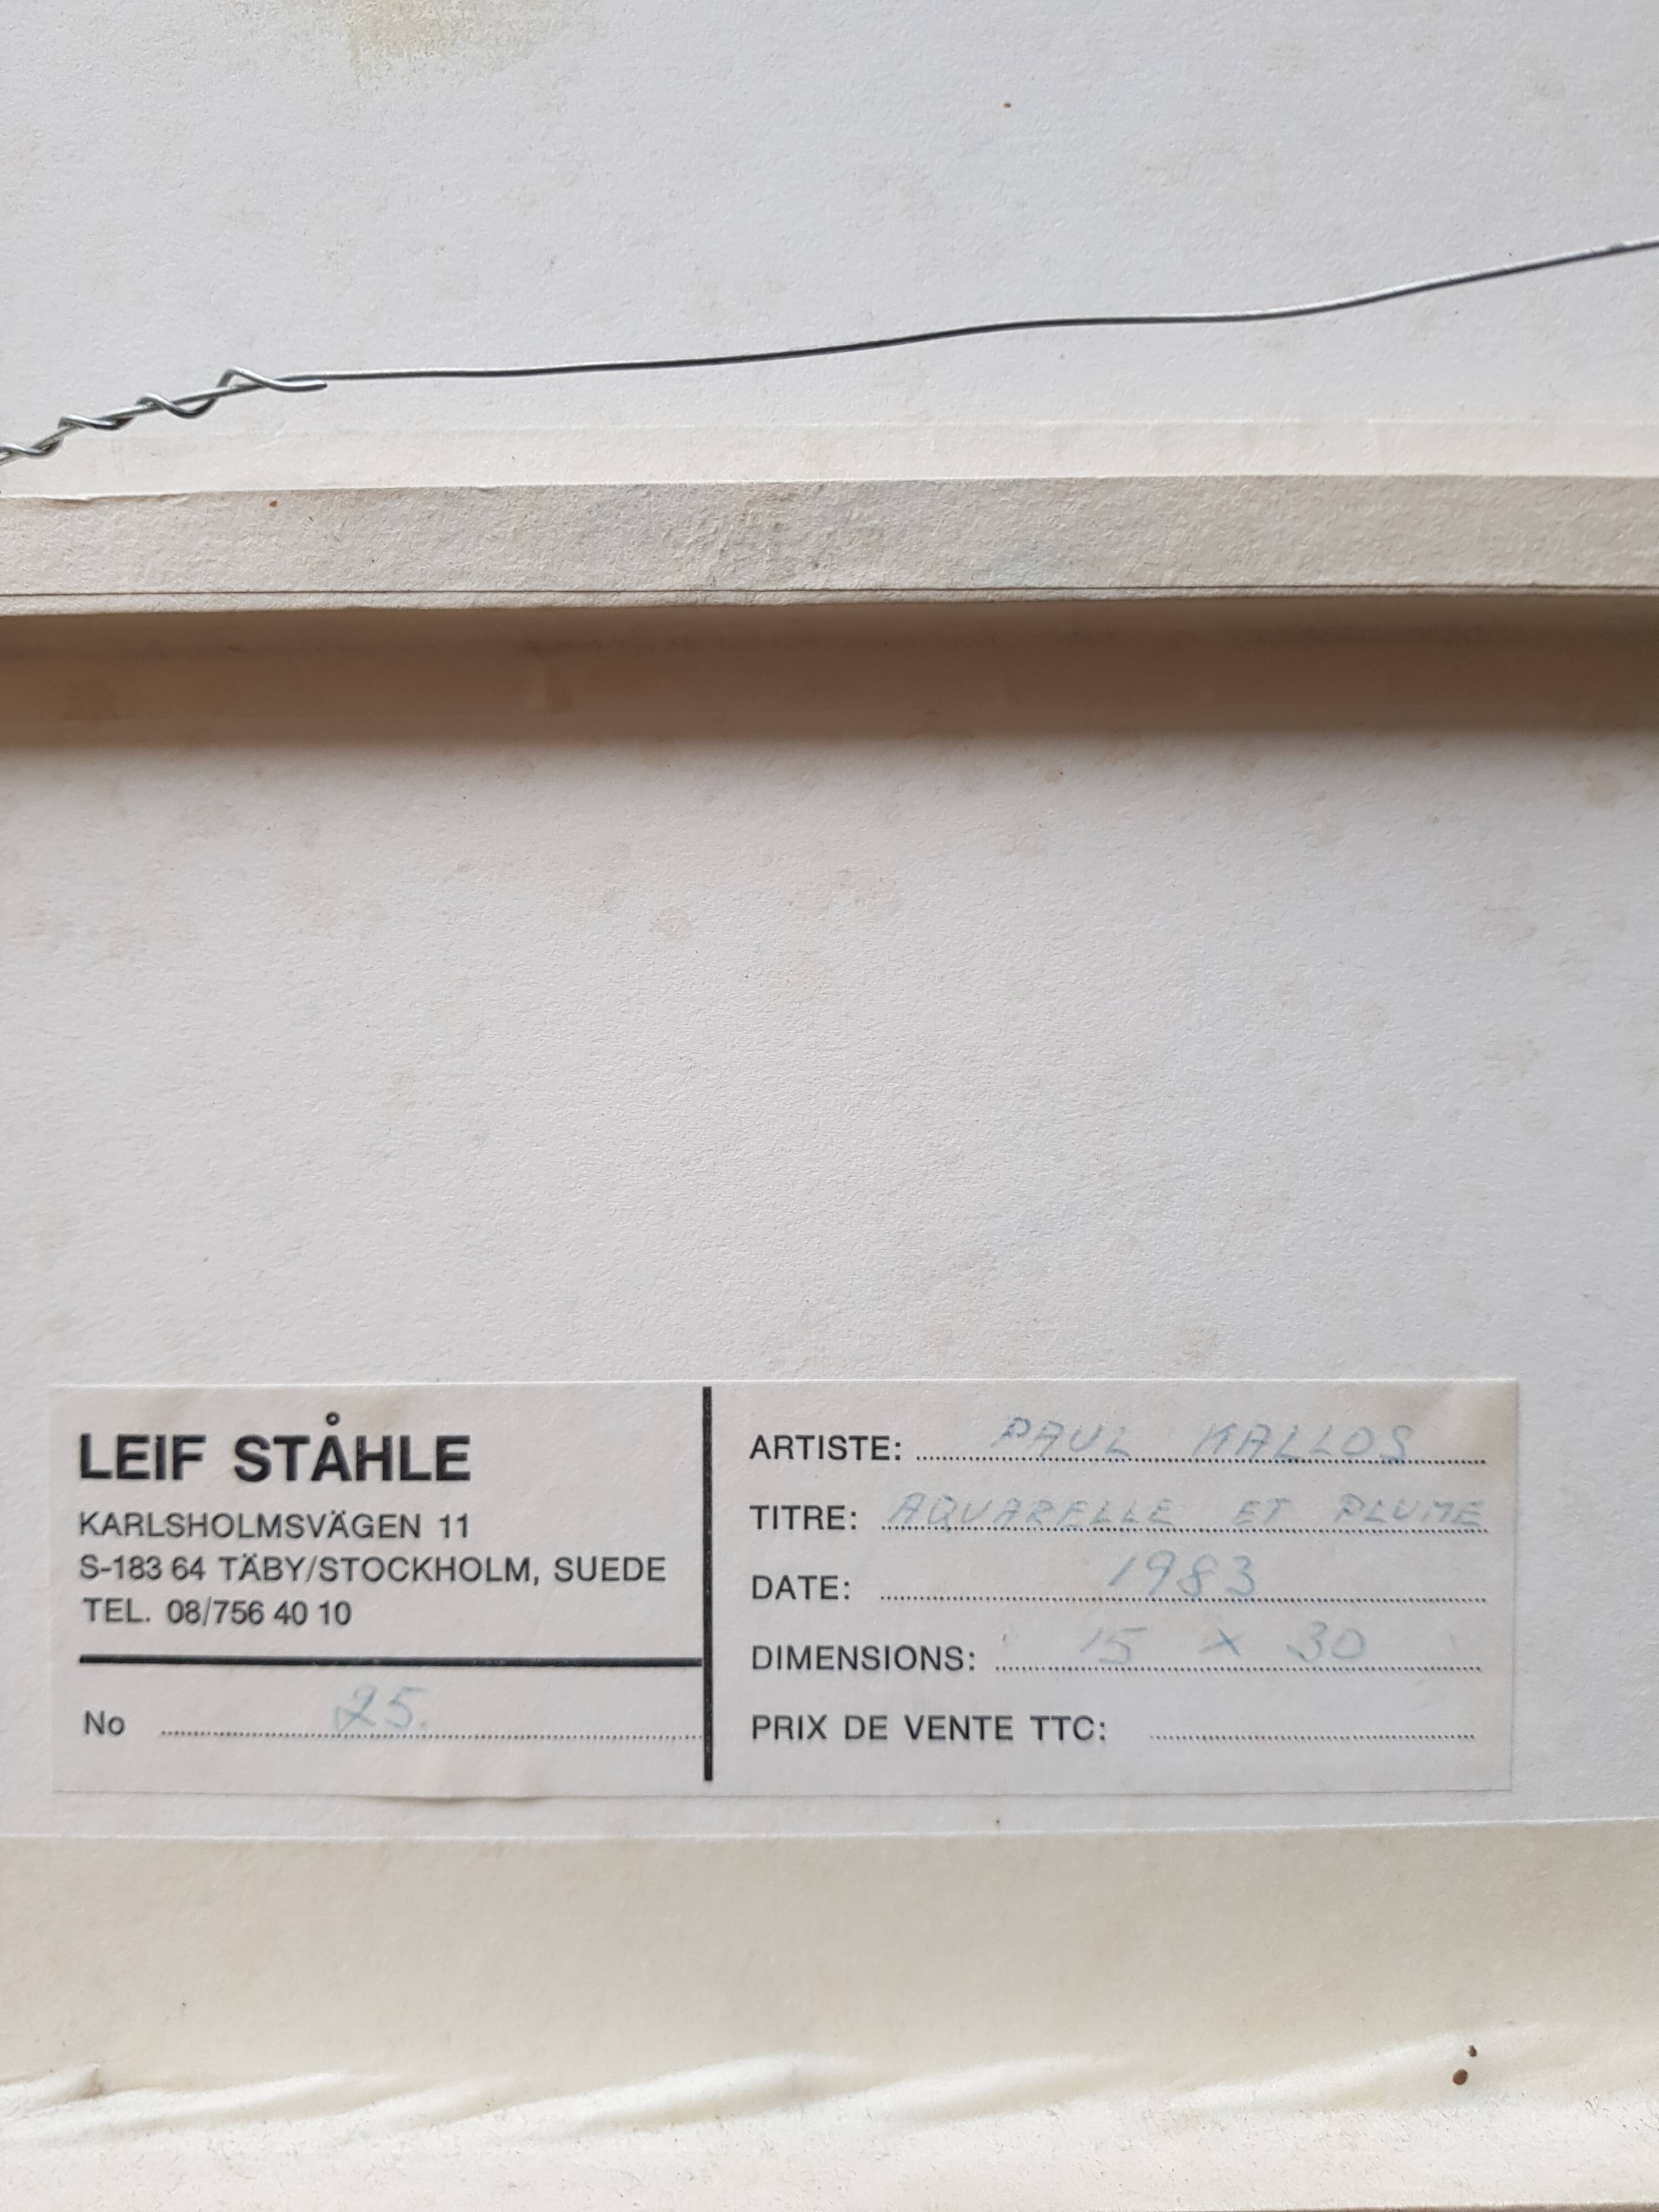 LEIF STÅHLE
KARLSHOLMSVÄGEN 11
S-183 64 TÄBY/STOCKHOLM, SUEDE
TEL. 08/756 40 10
No 25.
ARTISTE: PAUL KALLOS
TITRE: AQUARELLE ET PLUME
DATE: 1983
DIMENSIONS: 15 x 30
PRIX DE VENTE TTC: